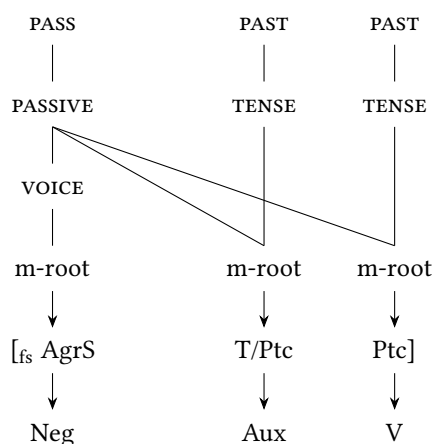 PASS PAST PAST
PASSIVE TENSE TENSE
VOICE
m-root m-root m-root
[fs AgrS T/Ptc Ptc]
Neg Aux V